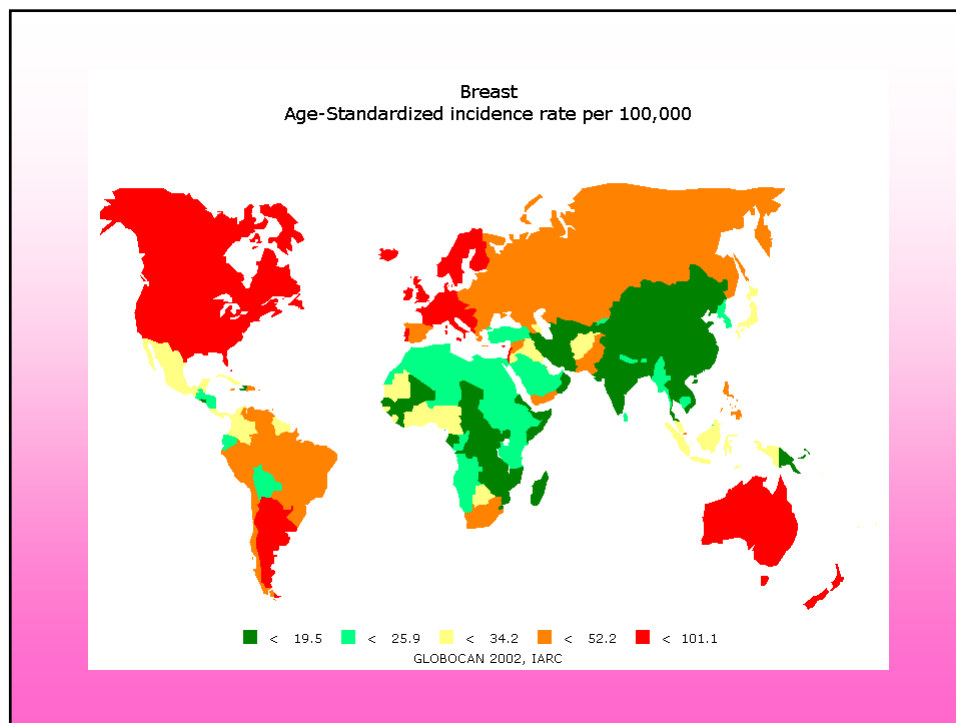 Breast
Age-Standardized incidence rate per 100,000
< 19.5 < 25.9 < 34.2 < 52.2 < 101.1
GLOBOCAN 2002, IARC